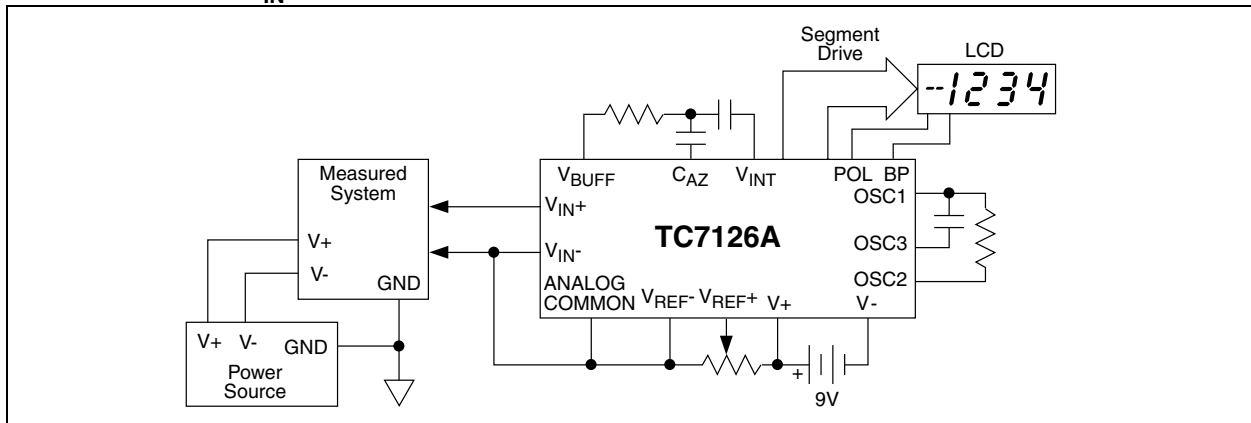 IN
Segment
Drive
LCD
--1234
VBUFF
CAZ
VINT
POL
BP
OSC1
Measured
System
VIN+
TC7126A
V+
VIN-
OSC3
V-
GND
ANALOG
COMMON
VREF-
VREF+
V+
OSC2
V-
V+
V-
GND
Power
Source
+
9V